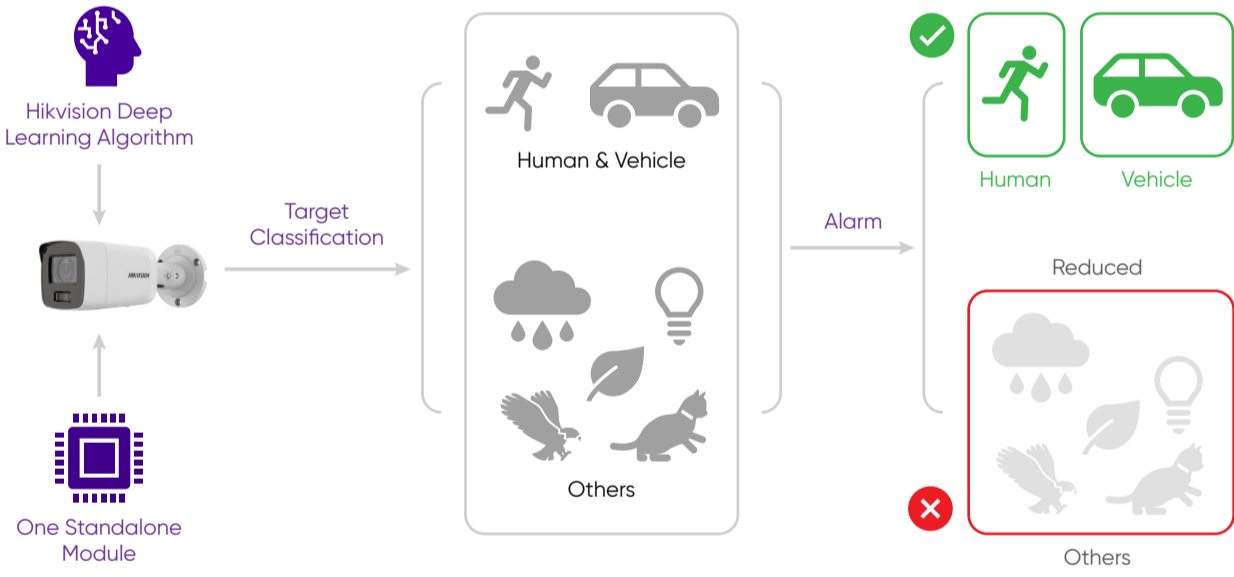 Hikvision Deep
Learning Algorithm
HIKVISION
One Standalone
Module
Target
Classification
Human & Vehicle
Others
Alarm
Human
Vehicle
Reduced
Others